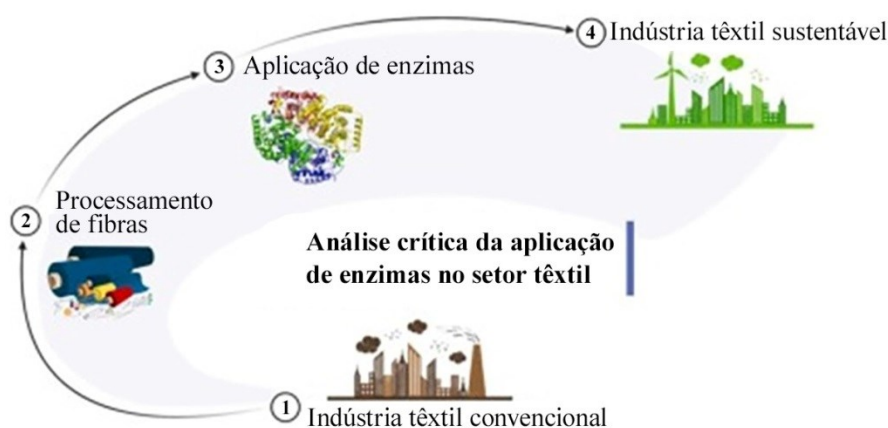 4 Indústria têxtil sustentável
3 Aplicação de enzimas
Processamento
2 de fibras
Análise crítica da aplicação
de enzimas no setor têxtil
1 Indústria têxtil convencional